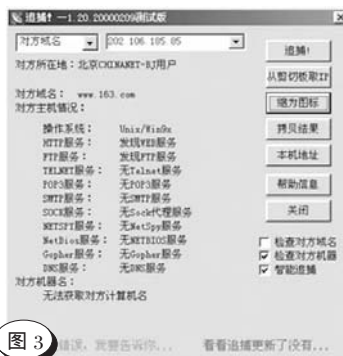 追捕! —1.20.20000209测试版
对方域名 202 106 185 85
追捕!
对方所在地：北京CHINANET-BJ用户
从剪切板取IP
对方域名： www.163.com
对方主机情况：
缩为图标
操作系统： Unix/Win9x
拷贝结果
HTTP服务： 发现WEB服务
FTP服务： 发现FTP服务
本机地址
TELNET服务： 无Telnet服务
POP3服务： 无POP3服务
帮助信息
SMTP服务： 无SMTP服务
SOCK服务： 无Sock代理服务
关闭
NETSPY服务： 无NetSpy服务
NetBios服务： 无NETBIOS服务
检查对方域名
Gopher服务： 无Gopher服务
检查对方机器
DNS服务： 无DNS服务
智能追捕
对方机器名：
无法获取对方计算机名
图 3
错误，我要告诉你... 看看追捕更新了没有...